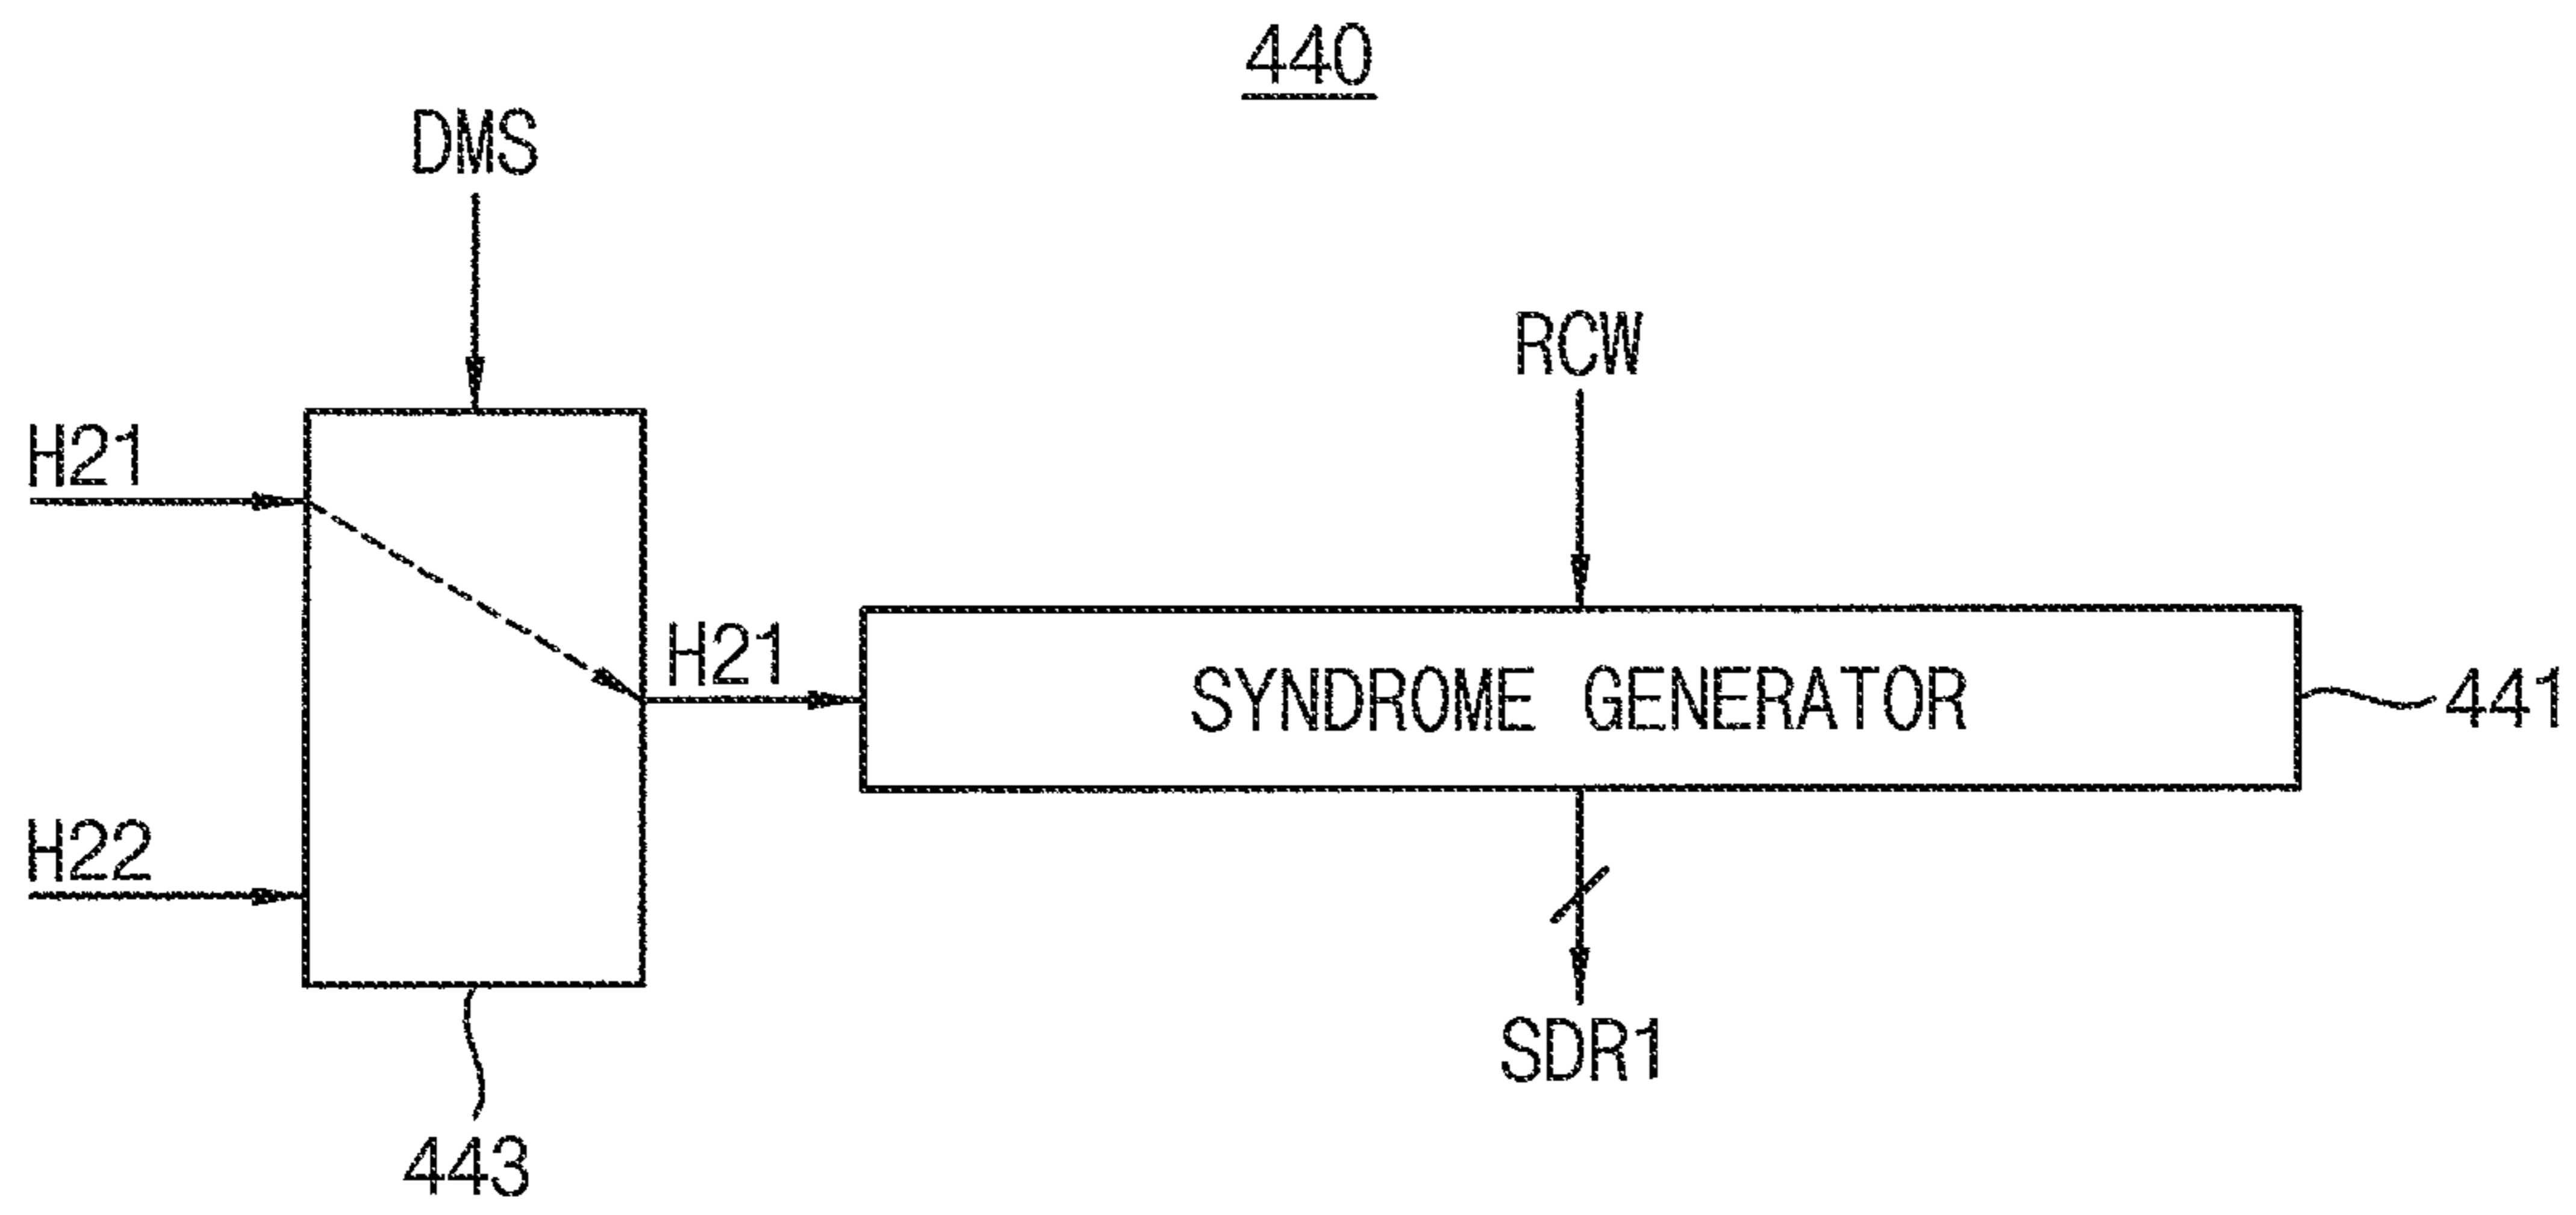 440
DMS
RCW
H21
H21
SYNDROME GENERATOR
441
H22
SDR1
443